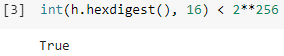 [3] int(h.hexdigest(), 16) < 2**256
True